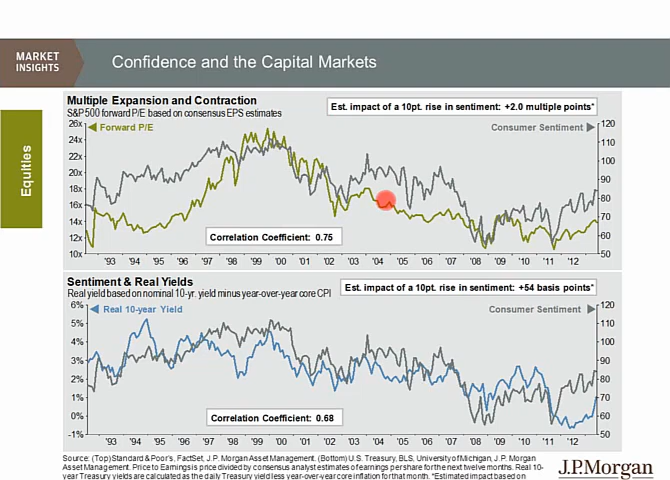 MARKET
INSIGHTS
Confidence and the Capital Markets
Equities
Multiple Expansion and Contraction
S&P 500 forward P/E based on consensus EPS estimates
Est. impact of a 10pt. rise in sentiment: +2.0 multiple points*
Forward P/E
Consumer Sentiment
26x
24x
22x
20x
18x
16x
14x
12x
10x
120
110
100
90
80
70
60
50
Correlation Coefficient: 0.75
'93 '94 '95 '96 '97 '98 '99 '00 '01 '02 '03 '04 '05 '06 '07 '08 '09 '10 '11 '12
Sentiment & Real Yields
Real yield based on nominal 10-yr. yield minus year-over-year core CPI
Est. impact of a 10pt. rise in sentiment: +54 basis points*
Real 10-year Yield
Consumer Sentiment
6%
5%
4%
3%
2%
1%
0%
-1%
120
110
100
90
80
70
60
50
Correlation Coefficient: 0.68
'93 '94 '95 '96 '97 '98 '99 '00 '01 '02 '03 '04 '05 '06 '07 '08 '09 '10 '11 '12
Source: (Top) Standard & Poor's, FactSet, J.P. Morgan Asset Management. (Bottom) U.S. Treasury, BLS, University of Michigan, J.P. Morgan
Asset Management. Price to Earnings is price divided by consensus analyst estimates of earnings per share for the next twelve months. Real 10-
year Treasury yields are calculated as the daily Treasury yield less year-over-year core inflation for that month. *Estimated impact based on
J.P.Morgan